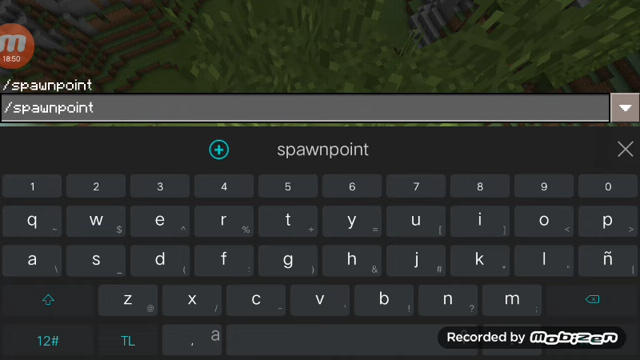 18:50
/spawnpoint
/spawnpoint
spawnpoint
1 2 3 4 5 6 7 8 9 0
q ~ w $ e ^ r % t + y = u [ i ] o < p >
a \ s _ d ( f : g ) h & j # k * l " ñ |
z @ x / c - v ' b ! n ? m ;
12# TL , a
Recorded by Mobizen